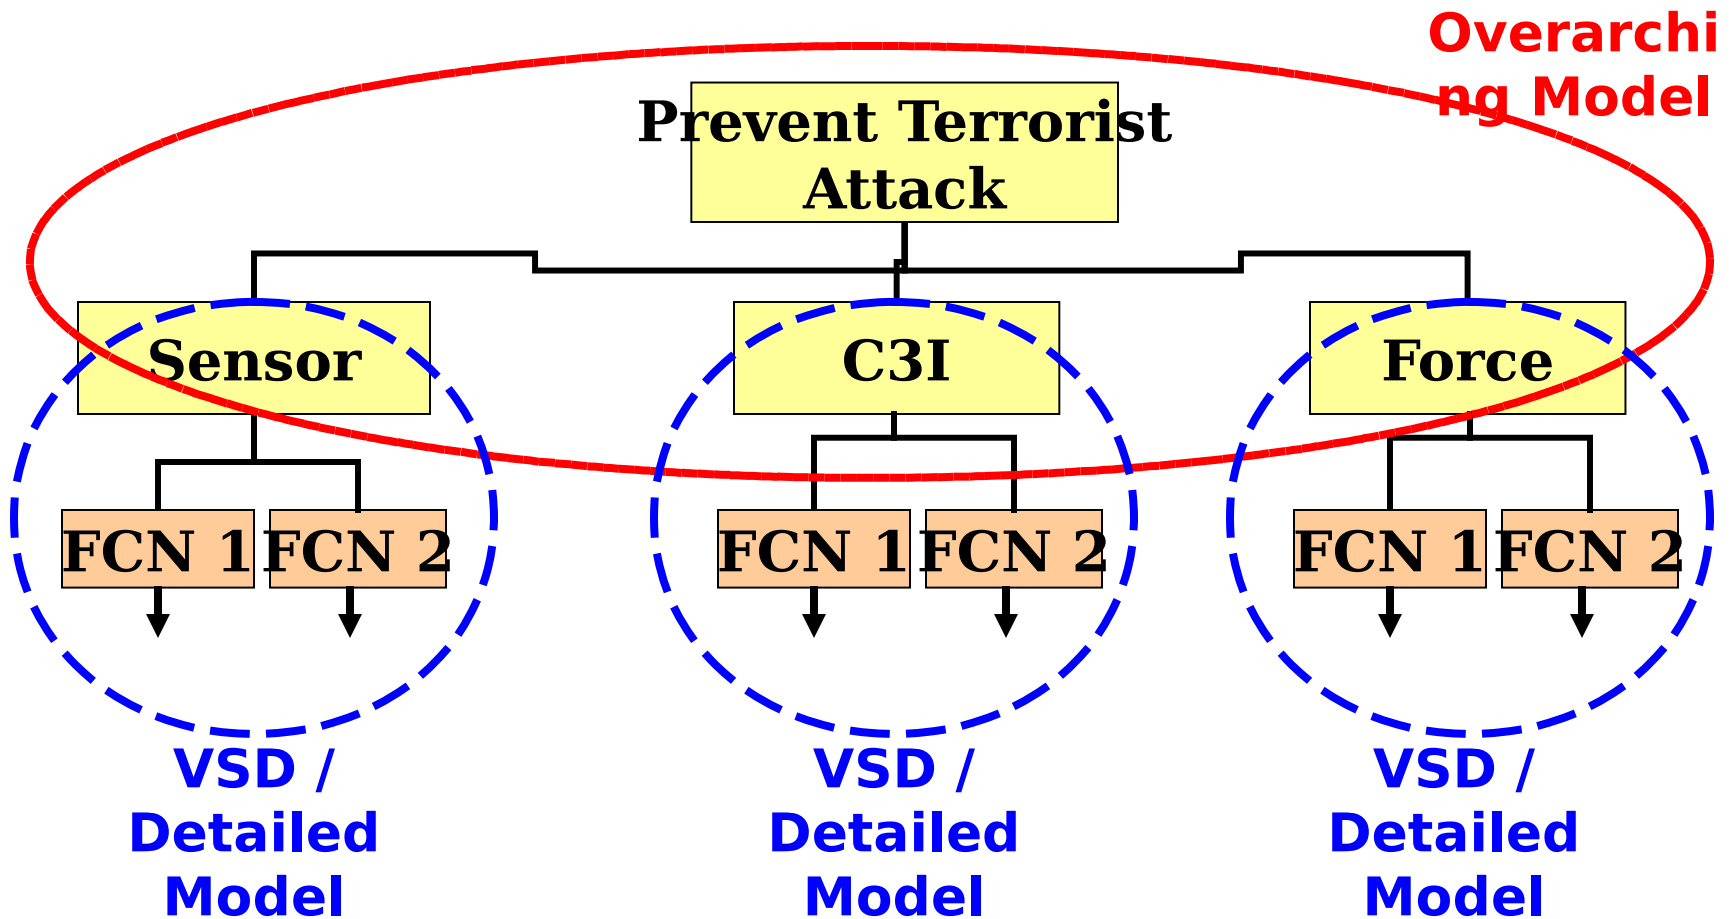 Overarchi
ng Model
Prevent Terrorist
Attack
Sensor
C3I
Force
FCN 1
FCN 2
FCN 1
FCN 2
FCN 1
FCN 2
VSD /
Detailed
Model
VSD /
Detailed
Model
VSD /
Detailed
Model